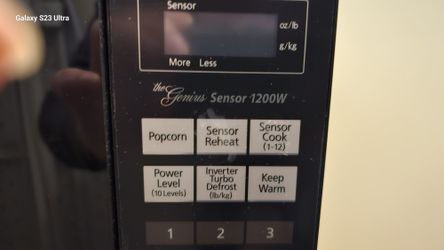 Galaxy S23 Ultra
Sensor
oz/lb
g/kg
More Less
the Genius Sensor 1200W
Popcorn
Sensor
Reheat
Sensor
Cook
(1-12)
Power
Level
(10 Levels)
Inverter
Turbo
Defrost
(lb/kg)
Keep
Warm
1 2 3